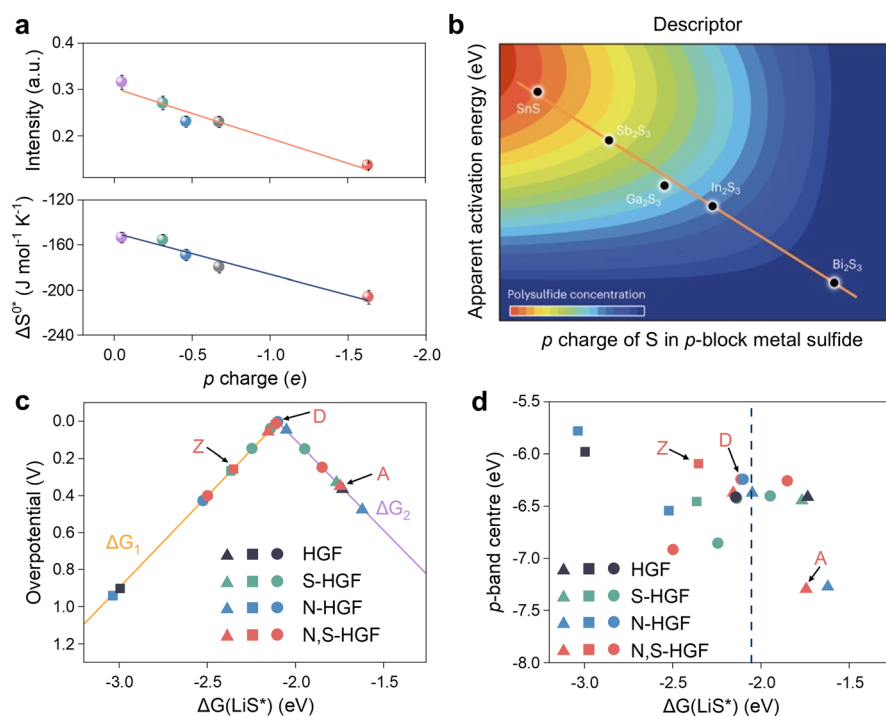 a
Intensity (a.u.)
0.4
0.3
0.2
ΔS⁰* (J mol⁻¹ K⁻¹)
-120
-160
-200
-240
0.0 -0.5 -1.0 -1.5 -2.0
p charge (e)
b
Descriptor
Apparent activation energy (eV)
SnS
Sb₂S₃
Ga₂S₃
In₂S₃
Bi₂S₃
Polysulfide concentration
p charge of S in p-block metal sulfide
c
Overpotential (V)
0.0
0.2
0.4
0.6
0.8
1.0
1.2
D
Z
A
ΔG₁
ΔG₂
HGF
S-HGF
N-HGF
N,S-HGF
-3.0 -2.5 -2.0 -1.5
ΔG(LiS*) (eV)
d
p-band centre (eV)
-5.5
-6.0
-6.5
-7.0
-7.5
-8.0
Z
D
A
HGF
S-HGF
N-HGF
N,S-HGF
-3.0 -2.5 -2.0 -1.5
ΔG(LiS*) (eV)